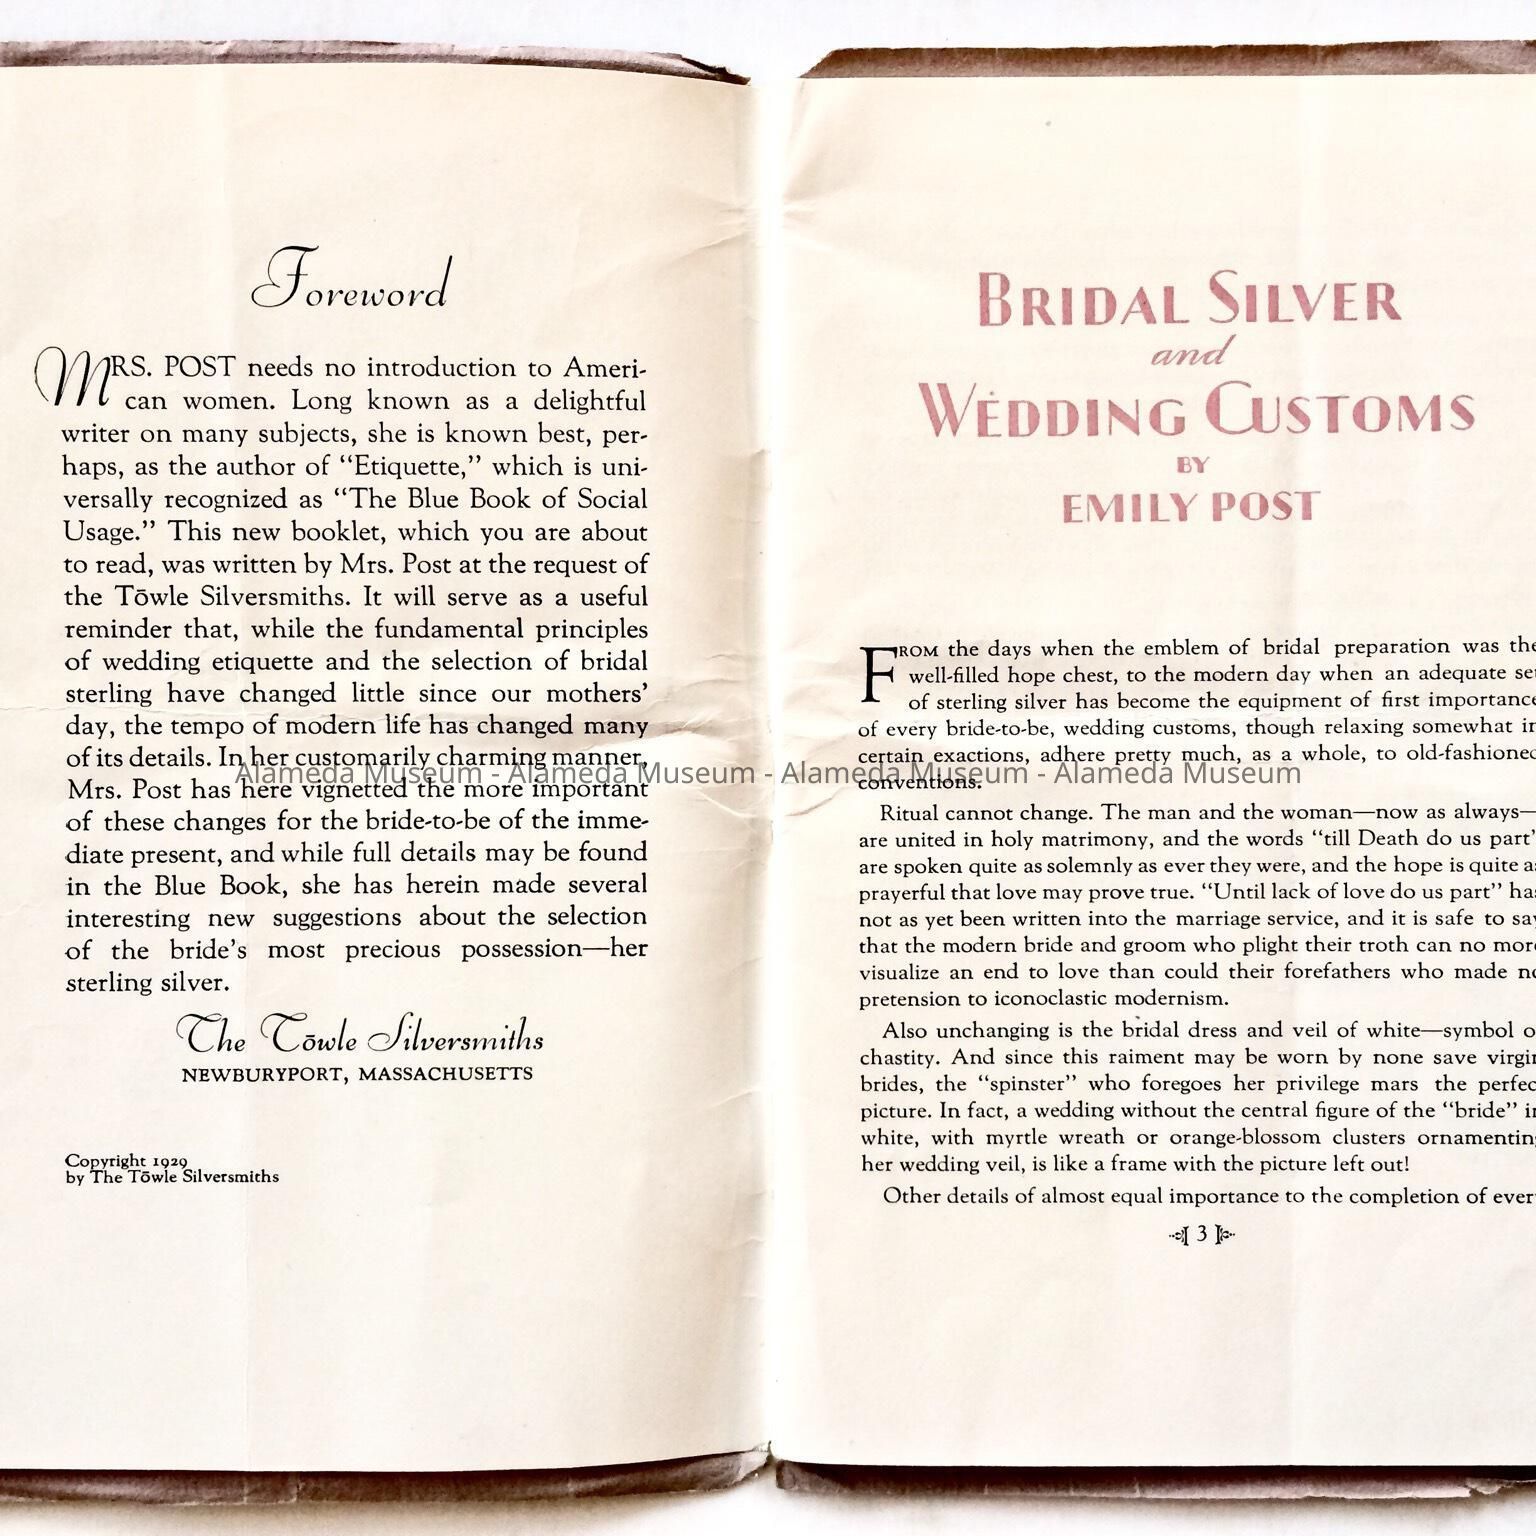 Foreword
MRS. POST needs no introduction to Ameri-
can women. Long known as a delightful
writer on many subjects, she is known best, per-
haps, as the author of “Etiquette,” which is uni-
versally recognized as “The Blue Book of Social
Usage.” This new booklet, which you are about
to read, was written by Mrs. Post at the request of
the Tōwle Silversmiths. It will serve as a useful
reminder that, while the fundamental principles
of wedding etiquette and the selection of bridal
sterling have changed little since our mothers’
day, the tempo of modern life has changed many
of its details. In her customarily charming manner,
Mrs. Post has here vignetted the more important
of these changes for the bride-to-be of the imme-
diate present, and while full details may be found
in the Blue Book, she has herein made several
interesting new suggestions about the selection
of the bride’s most precious possession—her
sterling silver.
The Tōwle Silversmiths
NEWBURYPORT, MASSACHUSETTS
Copyright 1929
by The Tōwle Silversmiths
BRIDAL SILVER
and
WEDDING CUSTOMS
BY
EMILY POST
FROM the days when the emblem of bridal preparation was the
well-filled hope chest, to the modern day when an adequate set
of sterling silver has become the equipment of first importance
of every bride-to-be, wedding customs, though relaxing somewhat in
certain exactions, adhere pretty much, as a whole, to old-fashioned
conventions.
Ritual cannot change. The man and the woman—now as always—
are united in holy matrimony, and the words “till Death do us part”
are spoken quite as solemnly as ever they were, and the hope is quite as
prayerful that love may prove true. “Until lack of love do us part” has
not as yet been written into the marriage service, and it is safe to say
that the modern bride and groom who plight their troth can no more
visualize an end to love than could their forefathers who made no
pretension to iconoclastic modernism.
Also unchanging is the bridal dress and veil of white—symbol of
chastity. And since this raiment may be worn by none save virgin
brides, the “spinster” who foregoes her privilege mars the perfect
picture. In fact, a wedding without the central figure of the “bride” in
white, with myrtle wreath or orange-blossom clusters ornamenting
her wedding veil, is like a frame with the picture left out!
Other details of almost equal importance to the completion of every
3
Alameda Museum - Alameda Museum - Alameda Museum - Alameda Museum